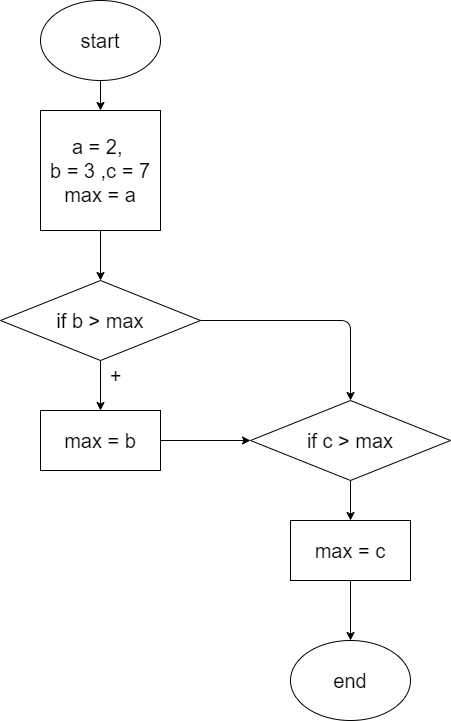 start
a = 2,
b = 3 ,c = 7
max = a
if b > max
+
max = b
if c > max
max = c
end